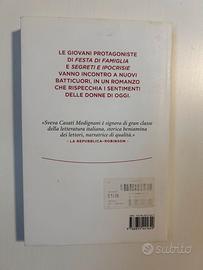 LE GIOVANI PROTAGONISTE
DI FESTA DI FAMIGLIA
E SEGRETI E IPOCRISIE
VANNO INCONTRO A NUOVI
BATTICUORI, IN UN ROMANZO
CHE RISPECCHIA I SENTIMENTI
DELLE DONNE DI OGGI.
«Sveva Casati Modignani è signora di gran classe
della letteratura italiana, storica beniamina
dei lettori, narratrice di qualità.»
- LA REPUBBLICA-ROBINSON -
subito